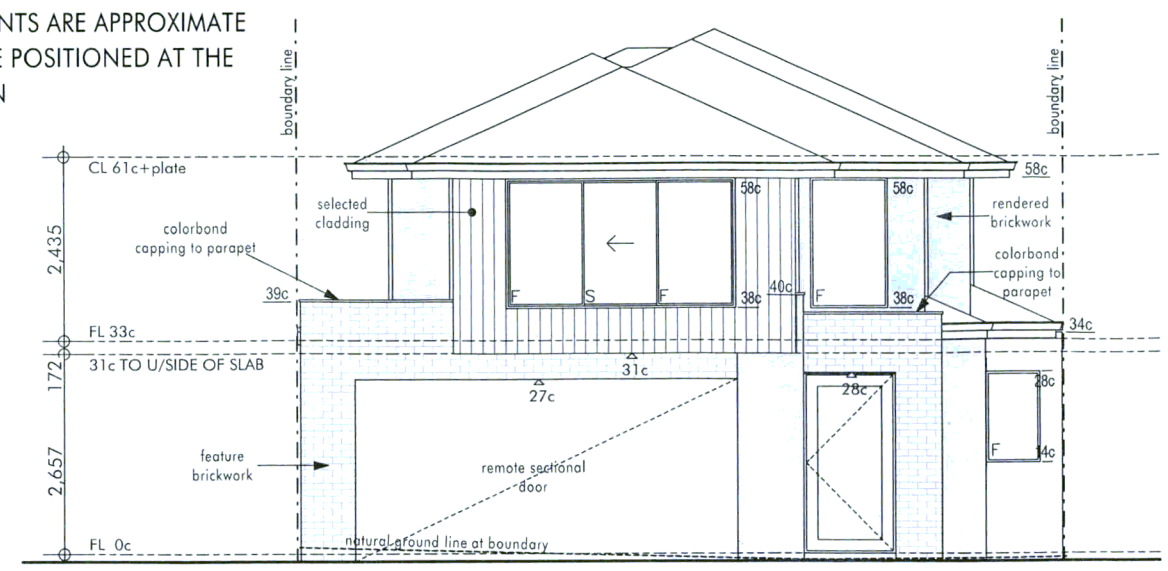 NTS ARE APPROXIMATE
E POSITIONED AT THE
N
boundary line
boundary line
CL 61c+plate
58c
selected
cladding
58c
58c
rendered
brickwork
colorbond
capping to parapet
2,435
colorbond
capping to
parapet
39c
F
S
F
38c
40c
F
38c
FL 33c
34c
172
31c TO U/SIDE OF SLAB
31c
27c
28c
28c
feature
brickwork
remote sectional
door
F
14c
2,657
FL 0c
natural ground line at boundary